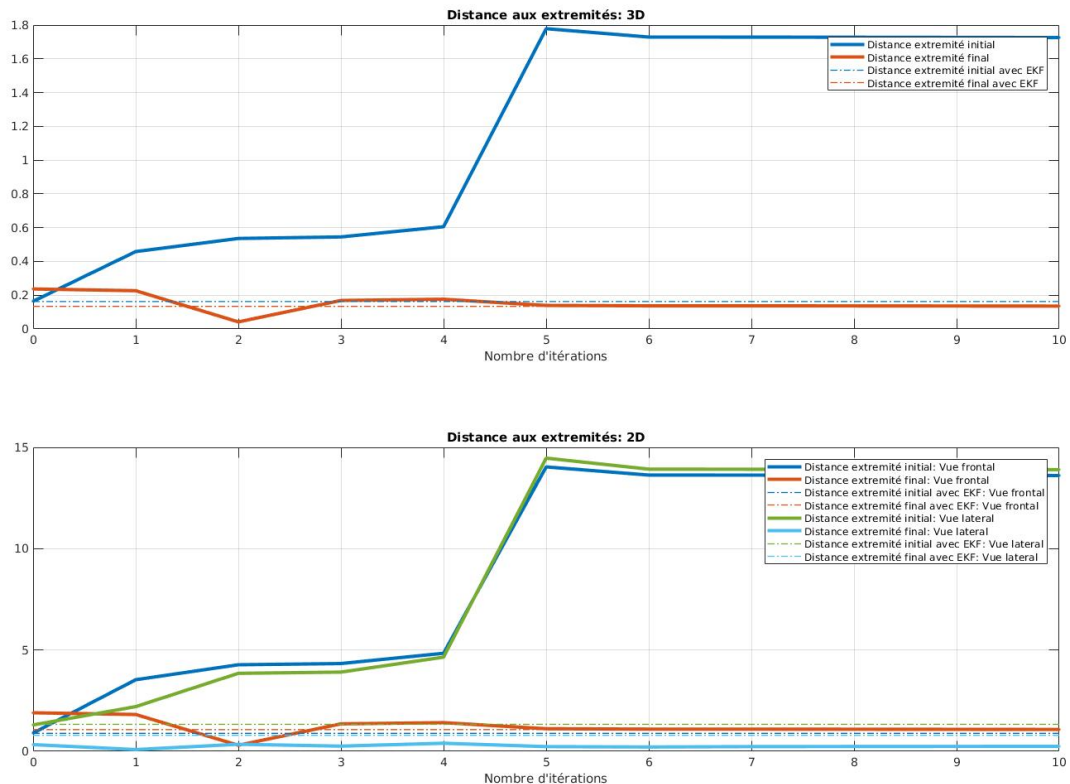 Distance aux extremités: 3D
1.8
1.6
1.4
1.2
1
0.8
0.6
0.4
0.2
0
Distance extremité initial
Distance extremité final
Distance extremité initial avec EKF
Distance extremité final avec EKF
0 1 2 3 4 5 6 7 8 9 10
Nombre d'itérations
Distance aux extremités: 2D
15
10
5
0
Distance extremité initial: Vue frontal
Distance extremité final: Vue frontal
Distance extremité initial avec EKF: Vue frontal
Distance extremité final avec EKF: Vue frontal
Distance extremité initial: Vue lateral
Distance extremité final: Vue lateral
Distance extremité initial avec EKF: Vue lateral
Distance extremité final avec EKF: Vue lateral
0 1 2 3 4 5 6 7 8 9 10
Nombre d'itérations